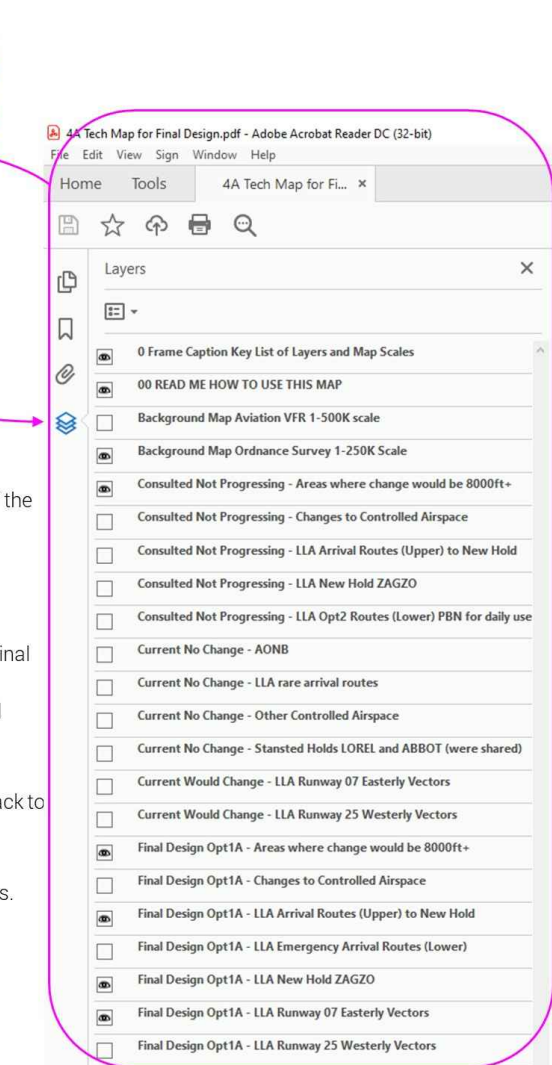 4A Tech Map for Final Design.pdf - Adobe Acrobat Reader DC (32-bit)
File Edit View Sign Window Help
Home Tools 4A Tech Map for Fi... ×
Layers
0 Frame Caption Key List of Layers and Map Scales
00 READ ME HOW TO USE THIS MAP
Background Map Aviation VFR 1-500K scale
Background Map Ordnance Survey 1-250K Scale
Consulted Not Progressing - Areas where change would be 8000ft+
the
Consulted Not Progressing - Changes to Controlled Airspace
Consulted Not Progressing - LLA Arrival Routes (Upper) to New Hold
Consulted Not Progressing - LLA New Hold ZAGZO
Consulted Not Progressing - LLA Opt2 Routes (Lower) PBN for daily use
inal
Current No Change - AONB
Current No Change - LLA rare arrival routes
Current No Change - Other Controlled Airspace
Current No Change - Stansted Holds LOREL and ABBOT (were shared)
Current Would Change - LLA Runway 07 Easterly Vectors
ack to
Current Would Change - LLA Runway 25 Westerly Vectors
Final Design Opt1A - Areas where change would be 8000ft+
Final Design Opt1A - Changes to Controlled Airspace
s.
Final Design Opt1A - LLA Arrival Routes (Upper) to New Hold
Final Design Opt1A - LLA Emergency Arrival Routes (Lower)
Final Design Opt1A - LLA New Hold ZAGZO
Final Design Opt1A - LLA Runway 07 Easterly Vectors
Final Design Opt1A - LLA Runway 25 Westerly Vectors